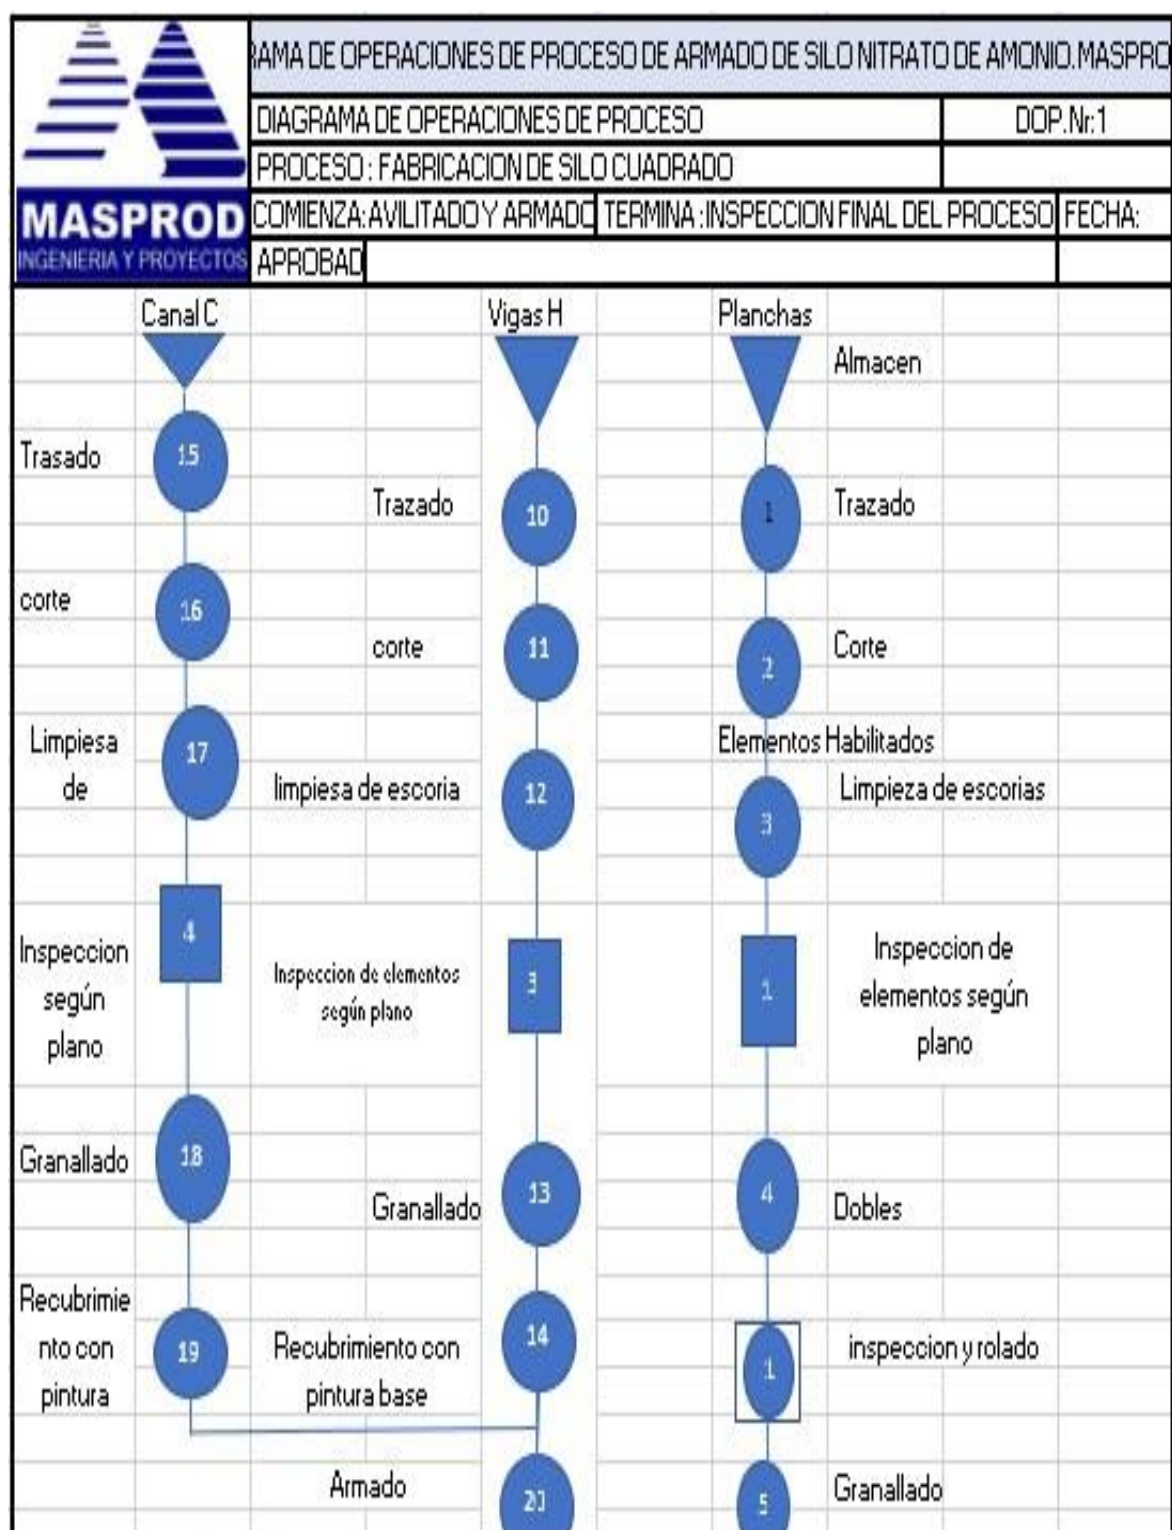 RAMA DE OPERACIONES DE PROCESO DE ARMADO DE SILO NITRATO DE AMONIO. MASPRO
DIAGRAMA DE OPERACIONES DE PROCESO
DOP.Nr:1
PROCESO : FABRICACION DE SILO CUADRADO
MASPROD
INGENIERIA Y PROYECTOS
COMIENZA: AVILITADO Y ARMADO
TERMINA : INSPECCION FINAL DEL PROCESO
FECHA:
APROBAD
Canal C
Vigas H
Planchas
Almacen
Trasado
15
Trazado
10
1
Trazado
corte
16
corte
11
2
Corte
Elementos Habilitados
Limpiesa
de
17
limpiesa de escoria
12
3
Limpieza de escorias
Inspeccion
según
plano
4
Inspeccion de elementos
según plano
3
1
Inspeccion de
elementos según
plano
Granallado
18
Granallado
13
4
Dobles
Recubrimie
nto con
pintura
19
Recubrimiento con
pintura base
14
1
inspeccion y rolado
Armado
20
5
Granallado